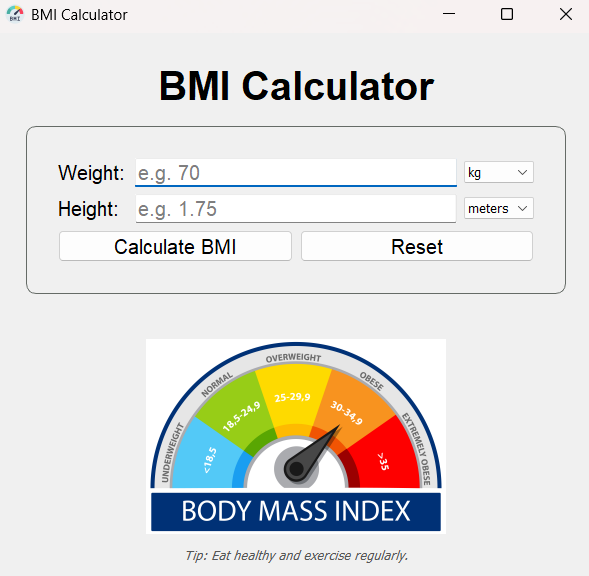 BMI Calculator
BMI Calculator
Weight: e.g. 70 kg
Height: e.g. 1.75 meters
Calculate BMI Reset
UNDERWEIGHT NORMAL OVERWEIGHT OBESE EXTREMELY OBESE
<18,5 18,5-24,9 25-29,9 30-34,9 >35
BODY MASS INDEX
Tip: Eat healthy and exercise regularly.